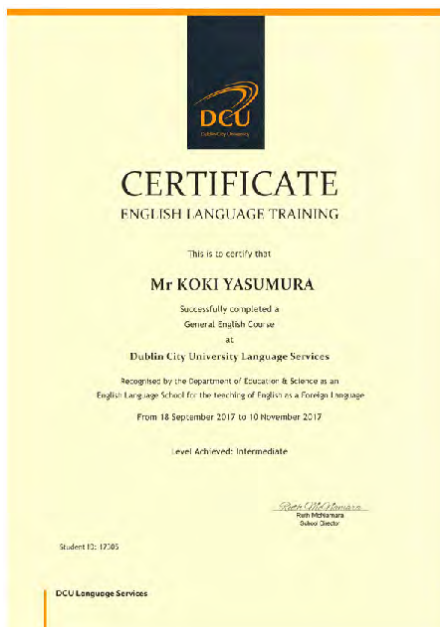 DCU
Dublin City University
CERTIFICATE
ENGLISH LANGUAGE TRAINING
This is to certify that
Mr KOKI YASUMURA
Successfully completed a
General English Course
at
Dublin City University Language Services
Recognised by the Department of Education & Science as an
English Language School for the teaching of English as a Foreign Language
From 18 September 2017 to 10 November 2017
Level Achieved: Intermediate
Ruth McNamara
Ruth McNamara
School Director
Student ID: 17305
DCU Language Services